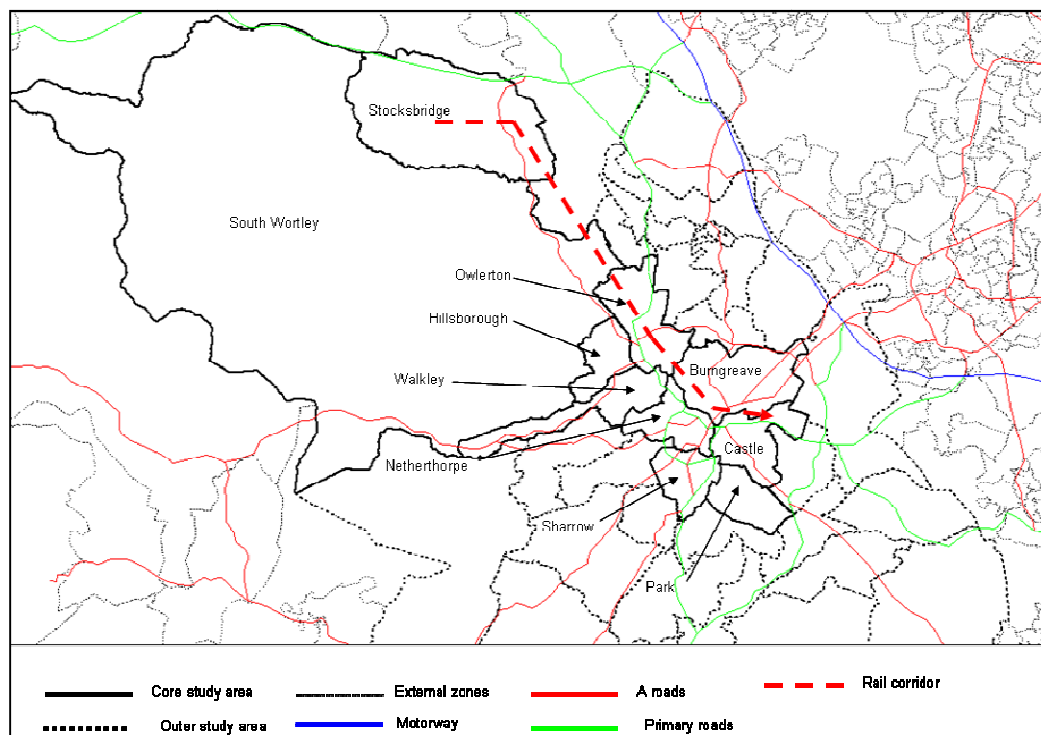 Stocksbridge
South Wortley
Owlerton
Hillsborough
Burngreave
Walkley
Castle
Netherthorpe
Sharrow
Park
Core study area
External zones
A roads
Rail corridor
Outer study area
Motorway
Primary roads